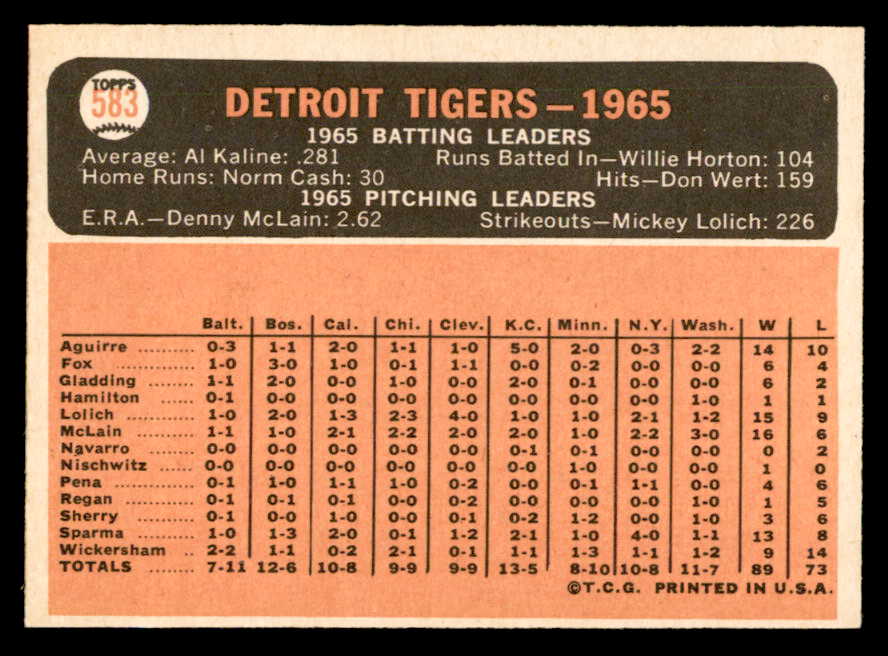 TOPPS
583
DETROIT TIGERS—1965
1965 BATTING LEADERS
Average: Al Kaline: .281 Runs Batted In—Willie Horton: 104
Home Runs: Norm Cash: 30 Hits—Don Wert: 159
1965 PITCHING LEADERS
E.R.A.—Denny McLain: 2.62 Strikeouts—Mickey Lolich: 226
Balt. Bos. Cal. Chi. Clev. K.C. Minn. N.Y. Wash. W L
Aguirre .......... 0-3 1-1 2-0 1-1 1-0 5-0 2-0 0-3 2-2 14 10
Fox .......... 1-0 3-0 1-0 0-1 1-1 0-0 0-2 0-0 0-0 6 4
Gladding .......... 1-1 2-0 0-0 1-0 0-0 2-0 0-1 0-0 0-0 6 2
Hamilton ...... 0-1 0-0 0-0 0-0 0-0 0-0 0-0 0-0 1-0 1 1
Lolich .......... 1-0 2-0 1-3 2-3 4-0 1-0 1-0 2-1 1-2 15 9
McLain .......... 1-1 1-0 2-1 2-2 2-0 2-0 1-0 2-2 3-0 16 6
Navarro .......... 0-0 0-0 0-0 0-0 0-0 0-1 0-1 0-0 0-0 0 2
Nischwitz ...... 0-0 0-0 0-0 0-0 0-0 0-0 1-0 0-0 0-0 1 0
Pena .......... 0-1 1-0 1-1 1-0 0-2 0-0 0-1 1-1 0-0 4 6
Regan .......... 0-1 0-1 0-1 0-0 0-2 0-0 0-0 0-0 1-0 1 5
Sherry .......... 0-1 0-0 1-0 0-0 0-1 0-2 1-2 0-0 1-0 3 6
Sparma .......... 1-0 1-3 2-0 0-1 1-2 2-1 1-0 4-0 1-1 13 8
Wickersham .. 2-2 1-1 0-2 2-1 0-1 1-1 1-3 1-1 1-2 9 14
TOTALS ...... 7-11 12-6 10-8 9-9 9-9 13-5 8-10 10-8 11-7 89 73
©T.C.G. PRINTED IN U.S.A.